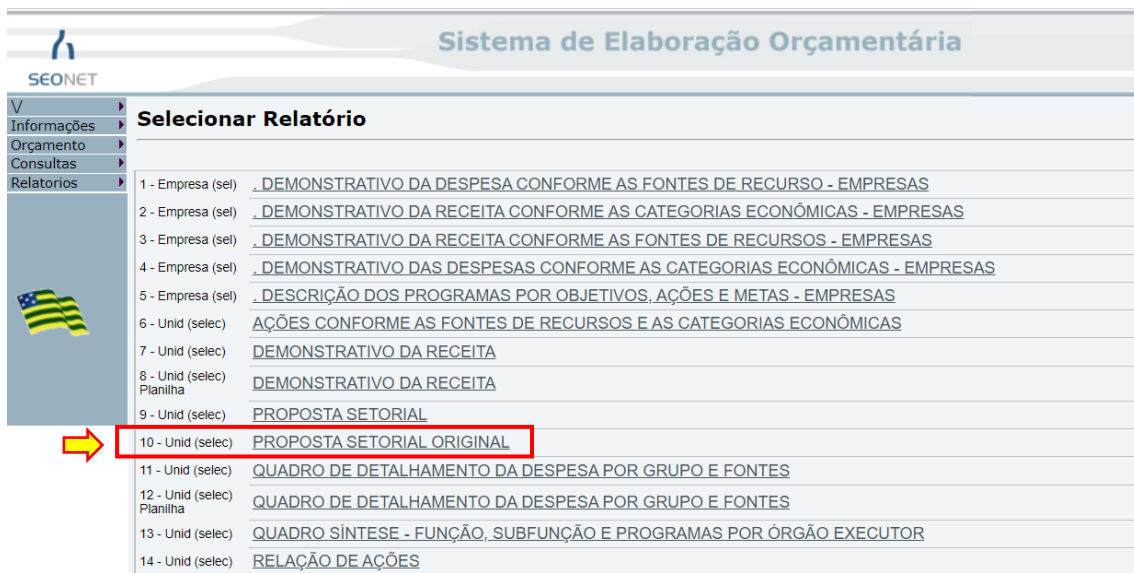 Sistema de Elaboração Orçamentária
SEONET
V
Informações
Orçamento
Consultas
Relatorios
Selecionar Relatório
1 - Empresa (sel) . DEMONSTRATIVO DA DESPESA CONFORME AS FONTES DE RECURSO - EMPRESAS
2 - Empresa (sel) . DEMONSTRATIVO DA RECEITA CONFORME AS CATEGORIAS ECONÔMICAS - EMPRESAS
3 - Empresa (sel) . DEMONSTRATIVO DA RECEITA CONFORME AS FONTES DE RECURSOS - EMPRESAS
4 - Empresa (sel) . DEMONSTRATIVO DAS DESPESAS CONFORME AS CATEGORIAS ECONÔMICAS - EMPRESAS
5 - Empresa (sel) . DESCRIÇÃO DOS PROGRAMAS POR OBJETIVOS, AÇÕES E METAS - EMPRESAS
6 - Unid (selec) AÇÕES CONFORME AS FONTES DE RECURSOS E AS CATEGORIAS ECONÔMICAS
7 - Unid (selec) DEMONSTRATIVO DA RECEITA
8 - Unid (selec)
Planilha
DEMONSTRATIVO DA RECEITA
9 - Unid (selec) PROPOSTA SETORIAL
10 - Unid (selec) PROPOSTA SETORIAL ORIGINAL
11 - Unid (selec) QUADRO DE DETALHAMENTO DA DESPESA POR GRUPO E FONTES
12 - Unid (selec)
Planilha
QUADRO DE DETALHAMENTO DA DESPESA POR GRUPO E FONTES
13 - Unid (selec) QUADRO SÍNTESE - FUNÇÃO, SUBFUNÇÃO E PROGRAMAS POR ÓRGÃO EXECUTOR
14 - Unid (selec) RELAÇÃO DE AÇÕES